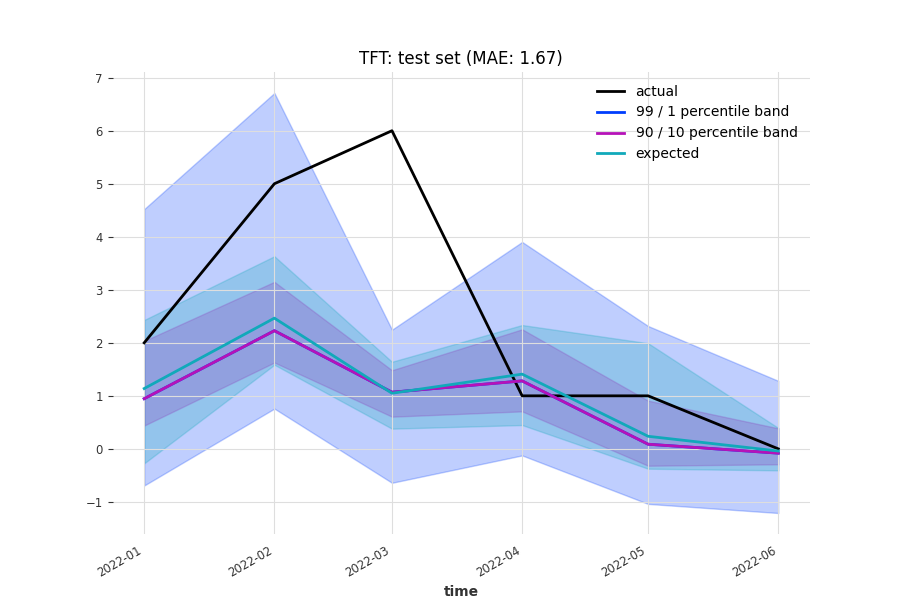 TFT: test set (MAE: 1.67)
actual
99 / 1 percentile band
90 / 10 percentile band
expected
7
6
5
4
3
2
1
0
−1
2022-01
2022-02
2022-03
2022-04
2022-05
2022-06
time